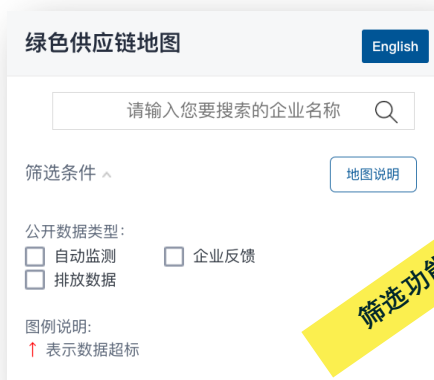 绿色供应链地图
English
请输入您要搜索的企业名称
筛选条件
地图说明
公开数据类型:
自动监测 企业反馈
排放数据
图例说明:
↑ 表示数据超标
筛选功能